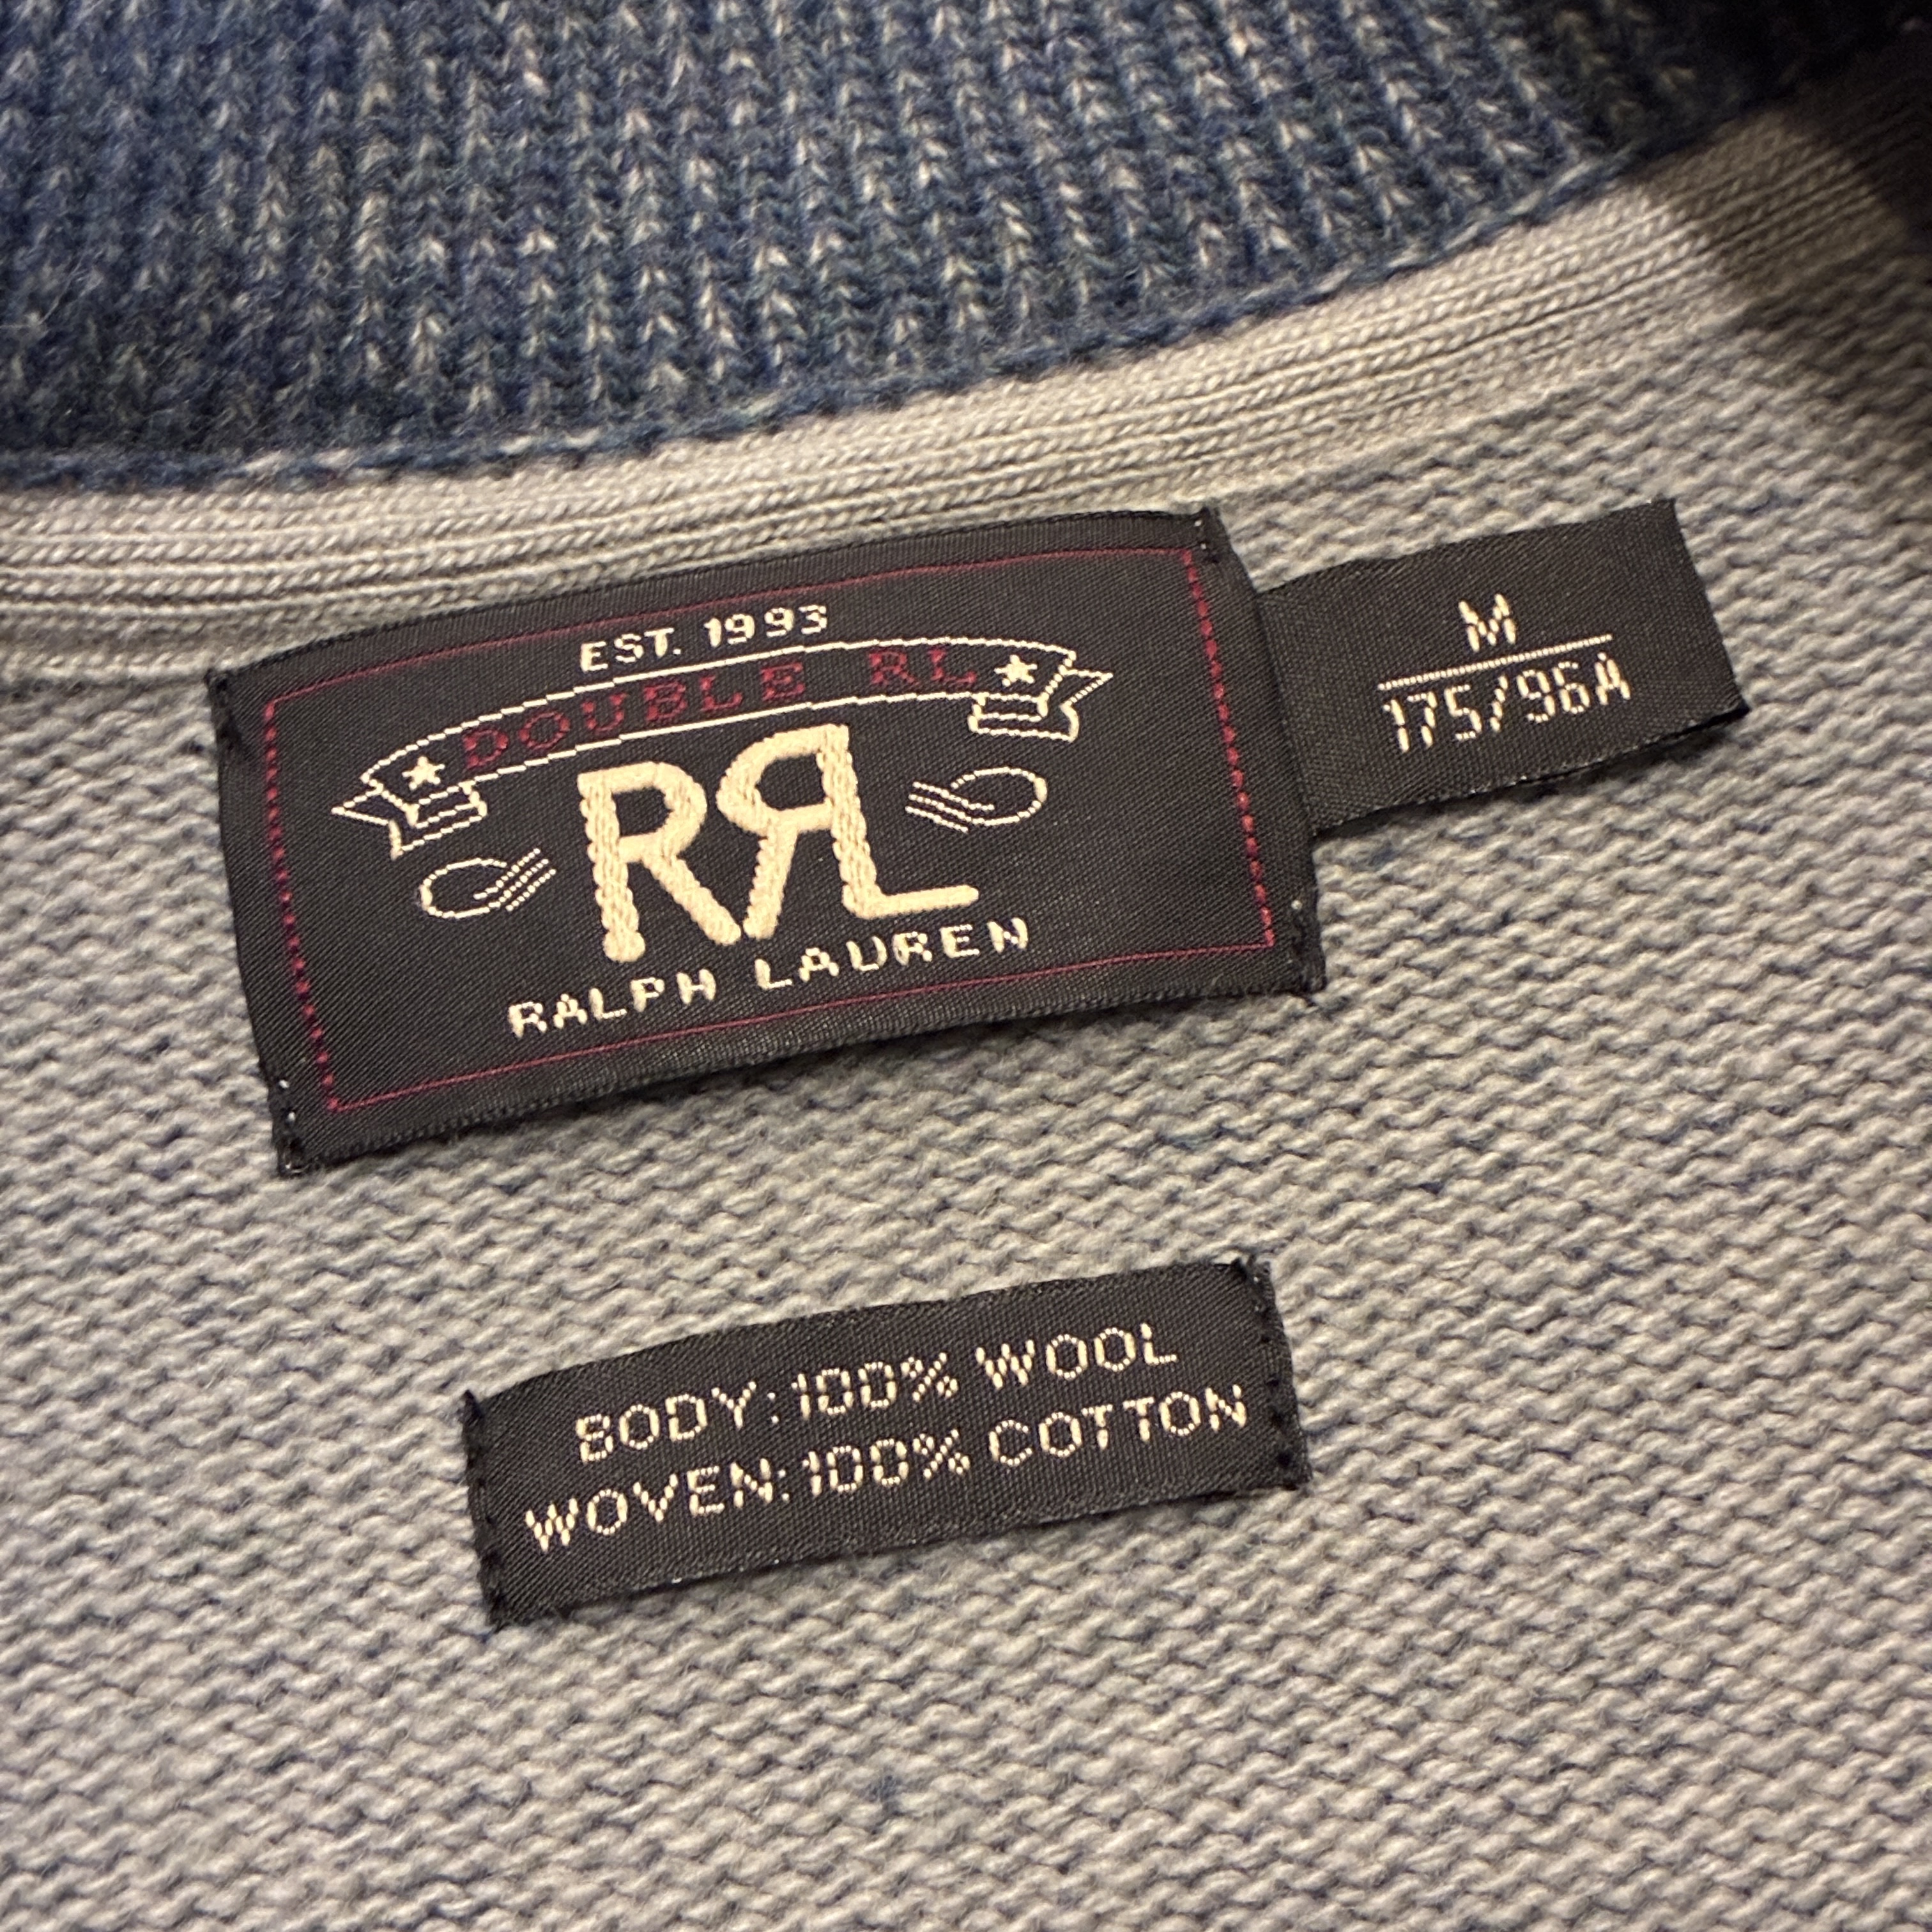 EST. 1993
DOUBLE RL
RRL
RALPH LAUREN
M
175/96A
BODY:100% WOOL
WOVEN:100% COTTON